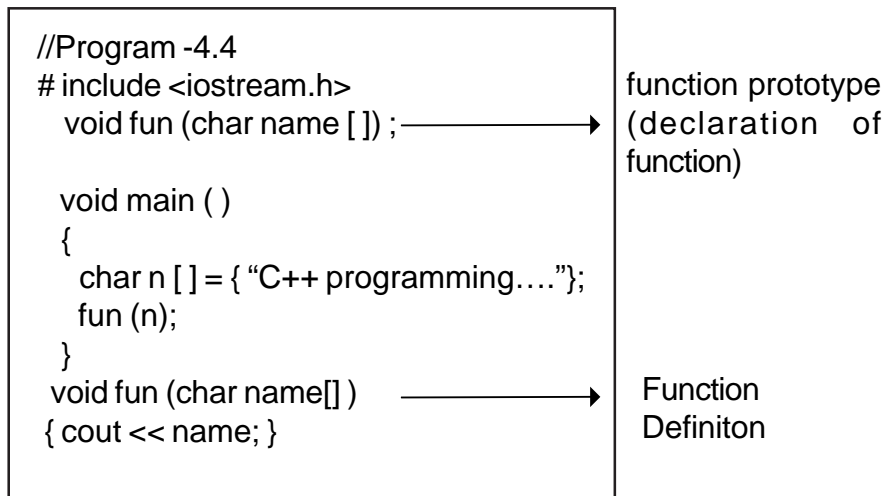 //Program -4.4
# include <iostream.h>
void fun (char name [ ]) ;
function prototype
(declaration of
function)
void main ( )
{
char n [ ] = { “C++ programming….”};
fun (n);
}
void fun (char name[] )
{ cout << name; }
Function
Definiton